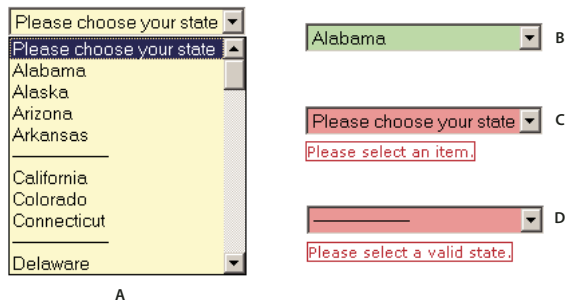 Please choose your state
Please choose your state
Alabama
Alaska
Arizona
Arkansas
California
Colorado
Connecticut
Delaware
A
Alabama
B
Please choose your state
C
Please select an item.
D
Please select a valid state.